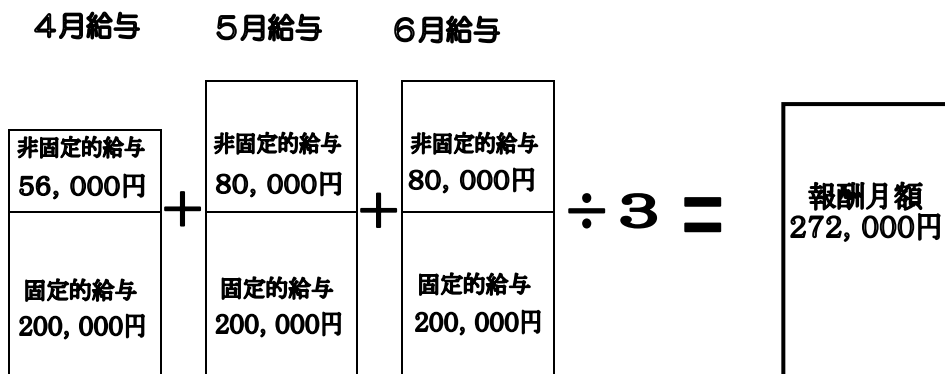 4月給与
5月給与
6月給与
非固定的給与
56,000円
固定的給与
200,000円
+
非固定的給与
80,000円
固定的給与
200,000円
+
非固定的給与
80,000円
固定的給与
200,000円
÷3
=
報酬月額
272,000円